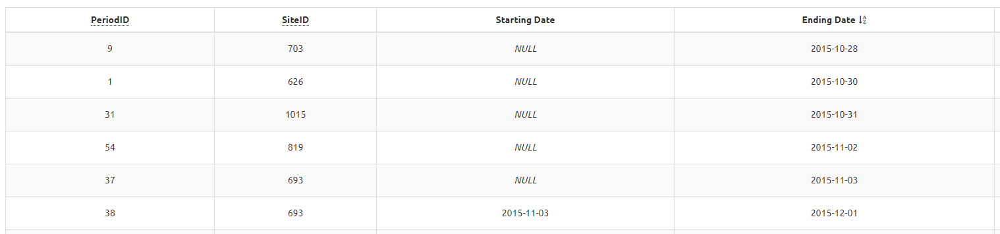 PeriodID SiteID Starting Date Ending Date
9 703 NULL 2015-10-28
1 626 NULL 2015-10-30
31 1015 NULL 2015-10-31
54 819 NULL 2015-11-02
37 693 NULL 2015-11-03
38 693 2015-11-03 2015-12-01